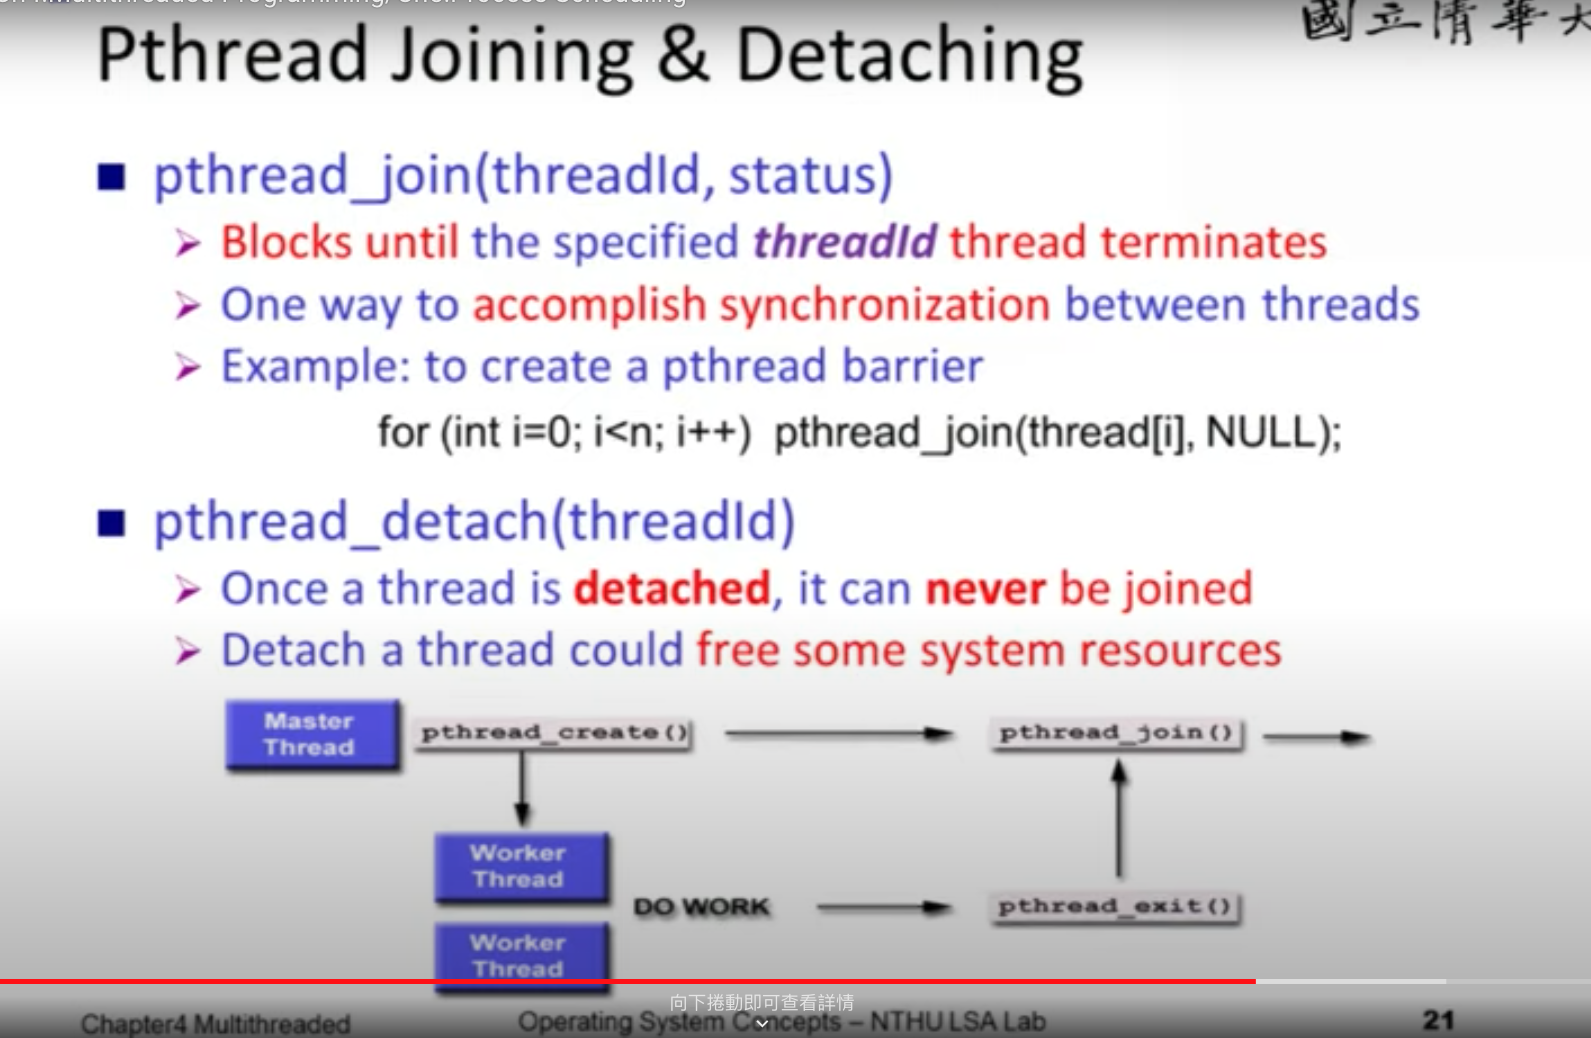 Multithreaded Programming, Shell Process Scheduling
國立清華大
Pthread Joining & Detaching
■ pthread_join(threadId, status)
➢ Blocks until the specified threadId thread terminates
➢ One way to accomplish synchronization between threads
➢ Example: to create a pthread barrier
for (int i=0; i<n; i++) pthread_join(thread[i], NULL);
■ pthread_detach(threadId)
➢ Once a thread is detached, it can never be joined
➢ Detach a thread could free some system resources
Master
Thread
pthread_create()
pthread_join()
Worker
Thread
DO WORK
pthread_exit()
Worker
Thread
向下捲動即可查看詳情
Chapter4 Multithreaded
Operating System Concepts – NTHU LSA Lab
21